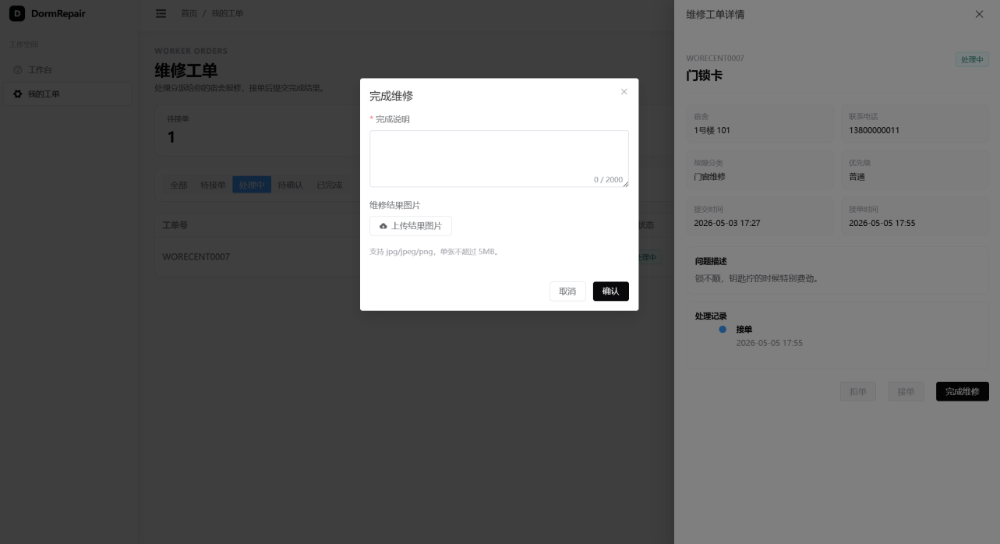 D DormRepair
工作空间
工作台
我的工单
首页 / 我的工单
WORKER ORDERS
维修工单
处理分派给你的宿舍报修，接单后提交完成结果。
待接单
1
全部 待接单 处理中 待确认 已完成
工单号
状态
WORECENT0007
处理中
完成维修
* 完成说明
0 / 2000
维修结果图片
上传结果图片
支持 jpg/jpeg/png，单张不超过 5MB。
取消 确认
维修工单详情
WORECENT0007
处理中
门锁卡
宿舍
1号楼 101
联系电话
13800000011
故障分类
门窗维修
优先级
普通
提交时间
2026-05-03 17:27
接单时间
2026-05-05 17:55
问题描述
锁不顺，钥匙拧的时候特别费劲。
处理记录
接单
2026-05-05 17:55
拒单 接单 完成维修